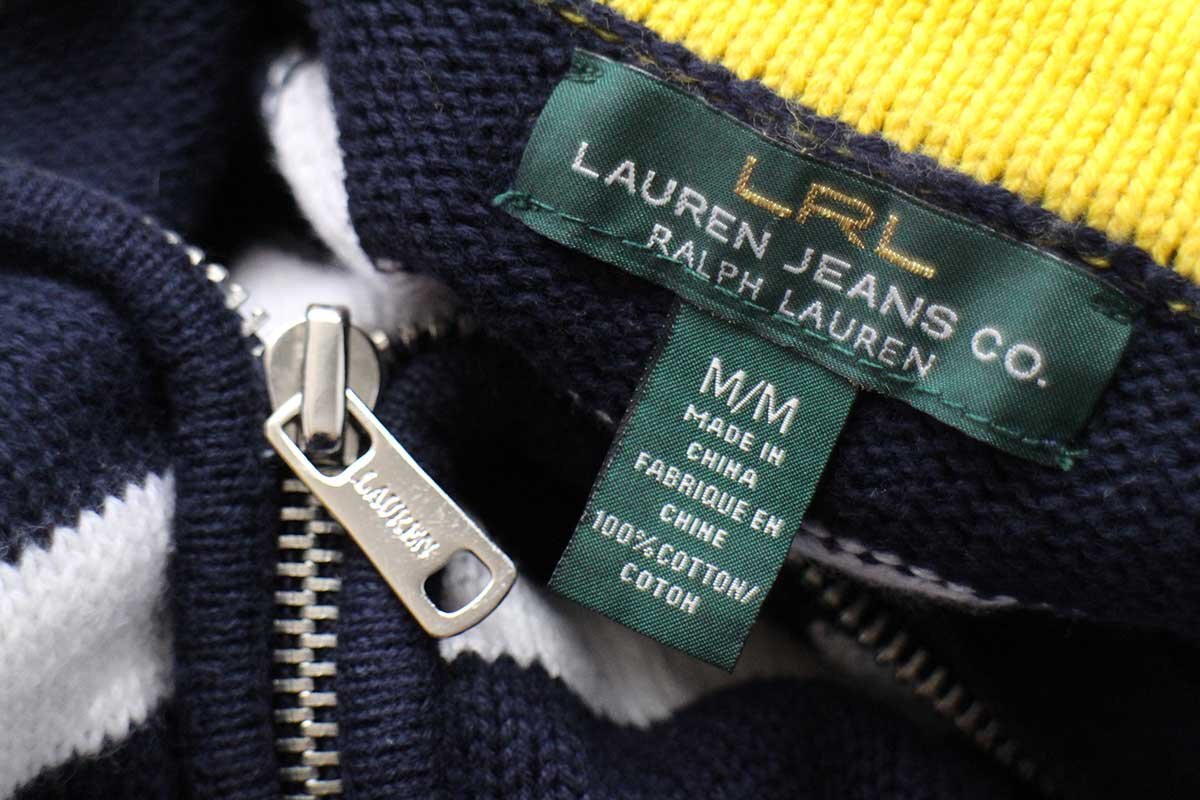 LRL
LAUREN JEANS CO.
RALPH LAUREN
M/M
MADE IN
CHINA
FABRIQUE EN
CHINE
100% COTTON/
COTON
LAUREN